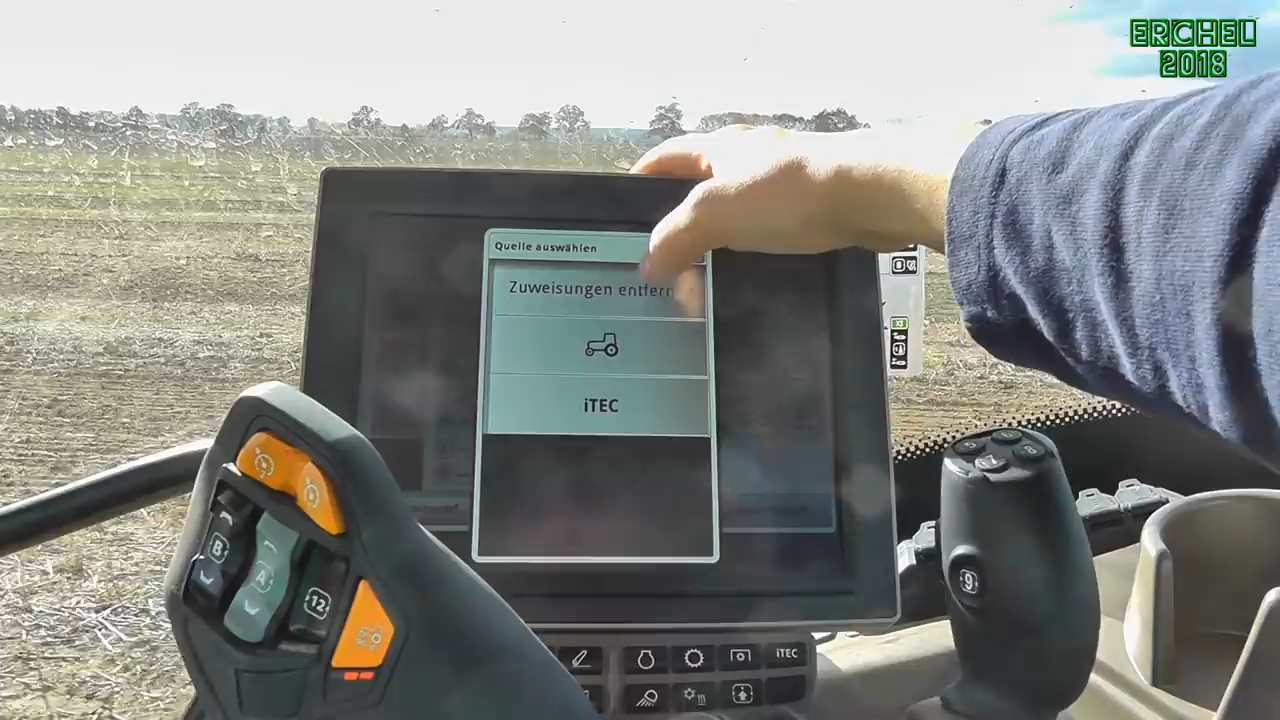 ERCHEL
2018
Quelle auswählen
Zuweisungen entfern
iTEC
B
A
12
9
iTEC